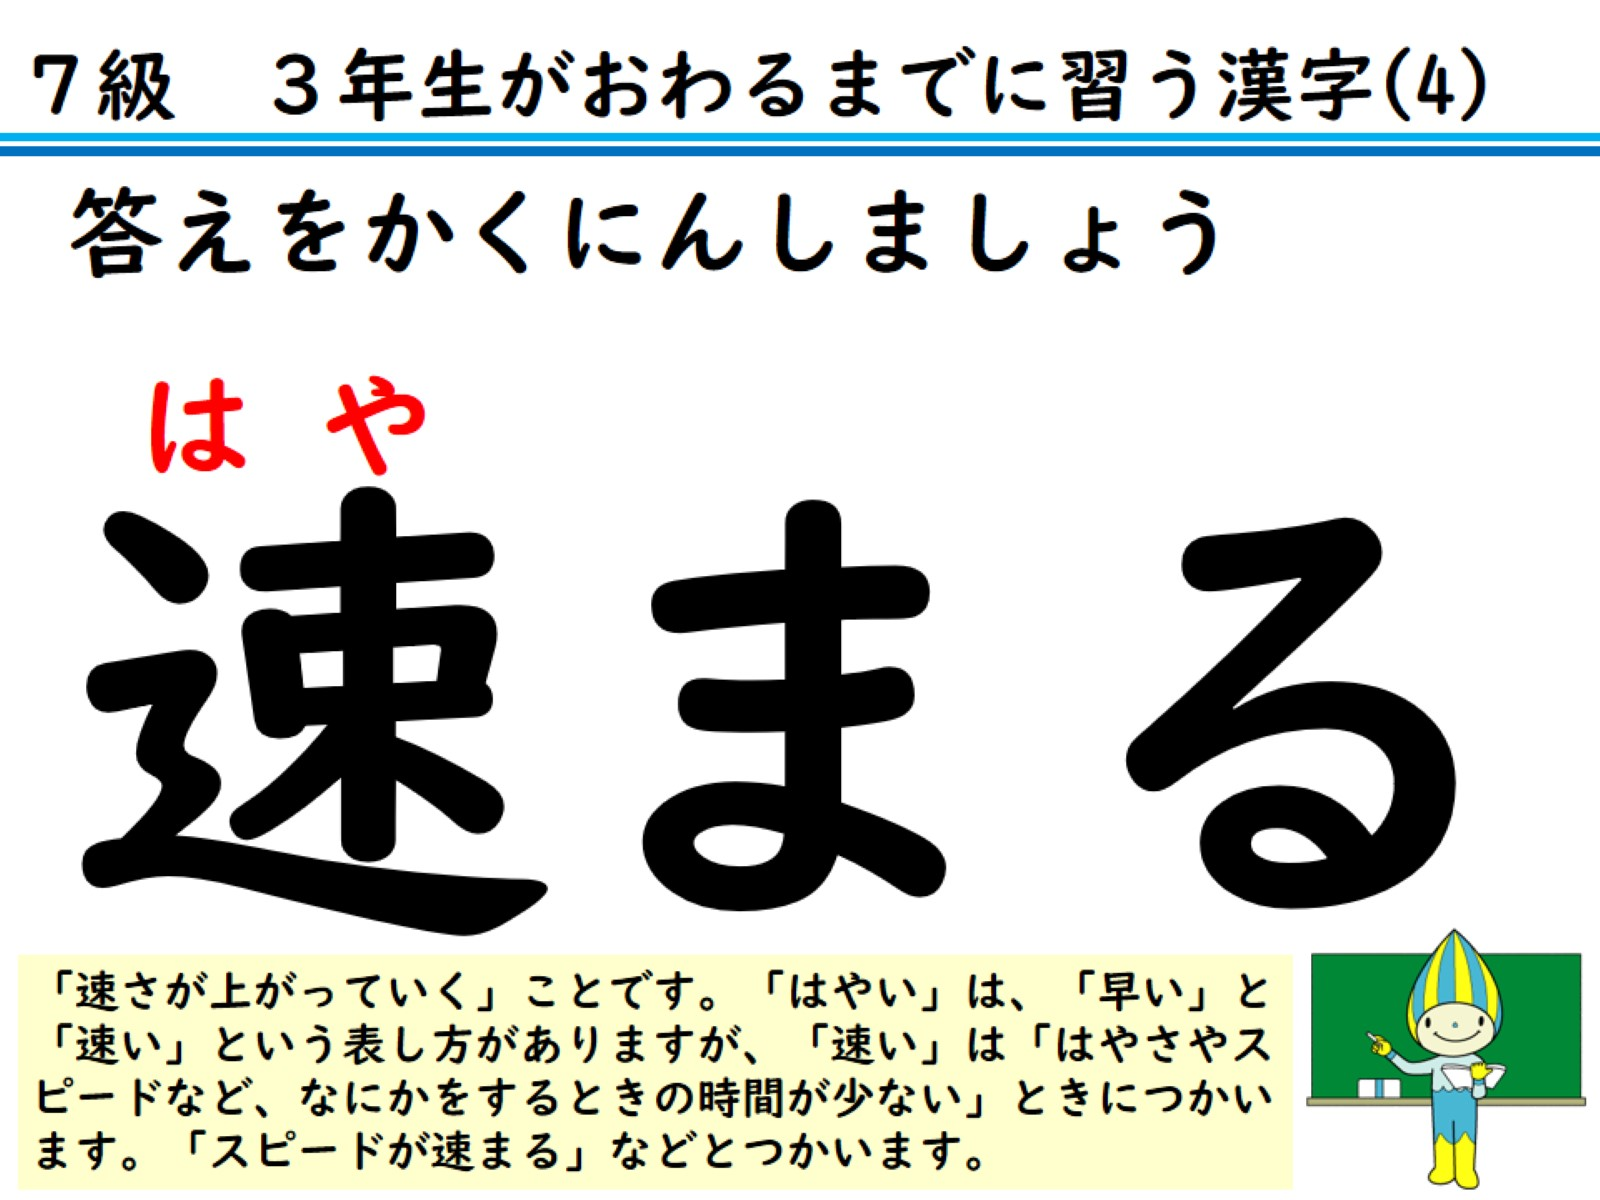 ７級　３年生がおわるまでに習う漢字(4)
答えをかくにんしましょう
はや
速まる
「速さが上がっていく」ことです。「はやい」は、「早い」と
「速い」という表し方がありますが、「速い」は「はやさやス
ピードなど、なにかをするときの時間が少ない」ときにつかい
ます。「スピードが速まる」などとつかいます。